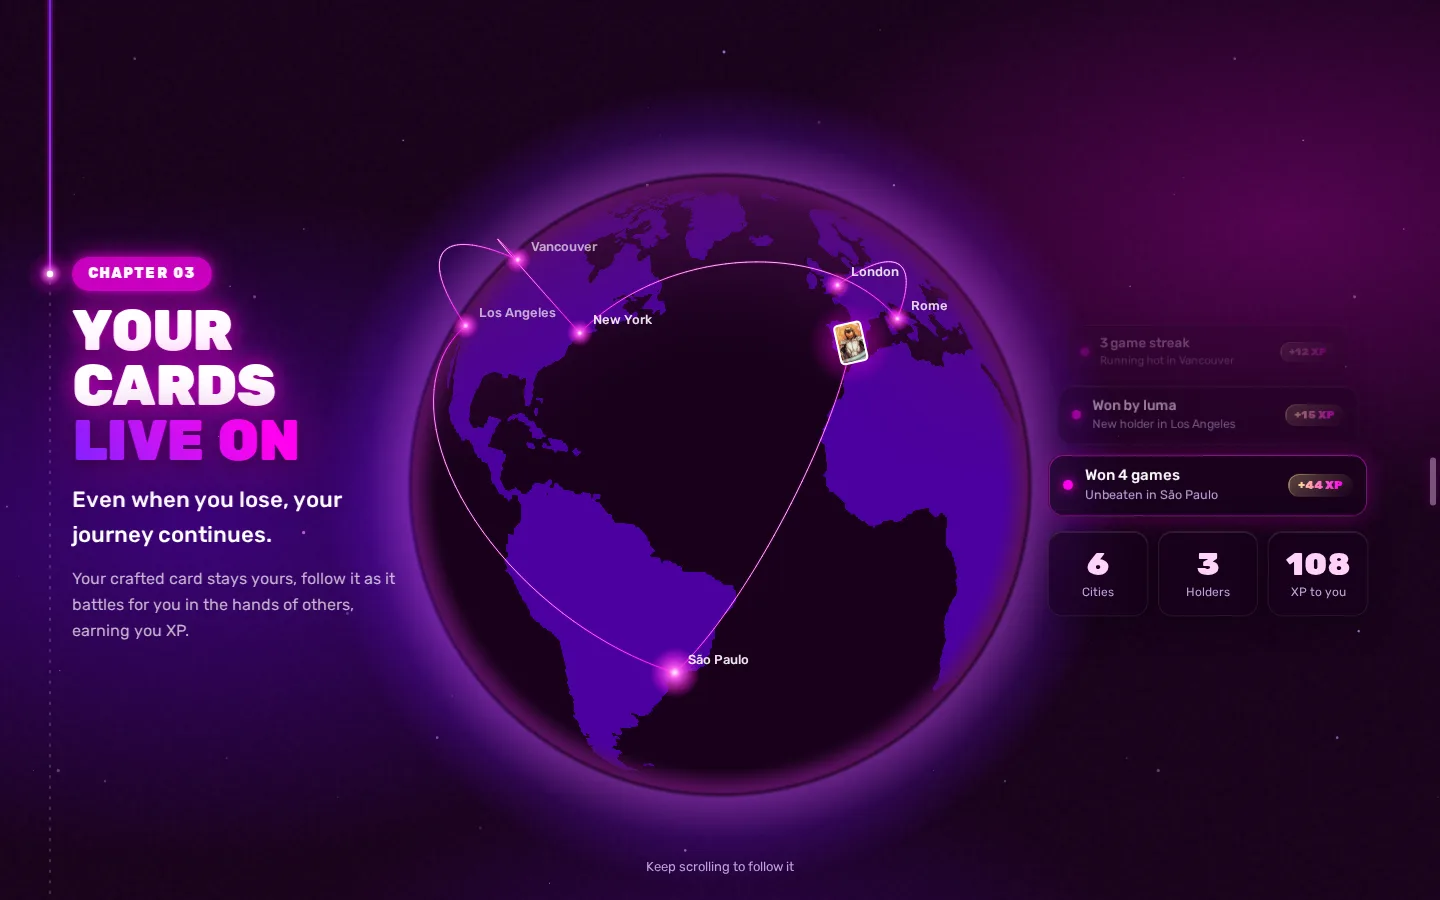 CHAPTER 03
YOUR
CARDS
LIVE ON
Even when you lose, your
journey continues.
Your crafted card stays yours, follow it as it
battles for you in the hands of others,
earning you XP.
Vancouver
Los Angeles
New York
London
Rome
São Paulo
3 game streak
Running hot in Vancouver
+12 XP
Won by luma
New holder in Los Angeles
+15 XP
Won 4 games
Unbeaten in São Paulo
+44 XP
6
Cities
3
Holders
108
XP to you
Keep scrolling to follow it